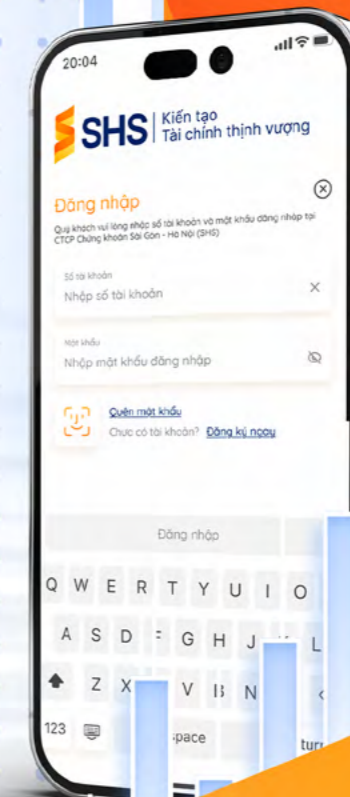 20:04
SHS
Kiến tạo
Tài chính thịnh vượng
Đăng nhập
Quý khách vui lòng nhập số tài khoản và mật khẩu đăng nhập tại
CTCP Chứng khoán Sài Gòn - Hà Nội (SHS)
Số tài khoản
Nhập số tài khoản
Mật khẩu
Nhập mật khẩu đăng nhập
Quên mật khẩu
Chưa có tài khoản? Đăng ký ngay
Đăng nhập
Q W E R T Y U I O
A S D F G H J L
Z X V B N
123 space